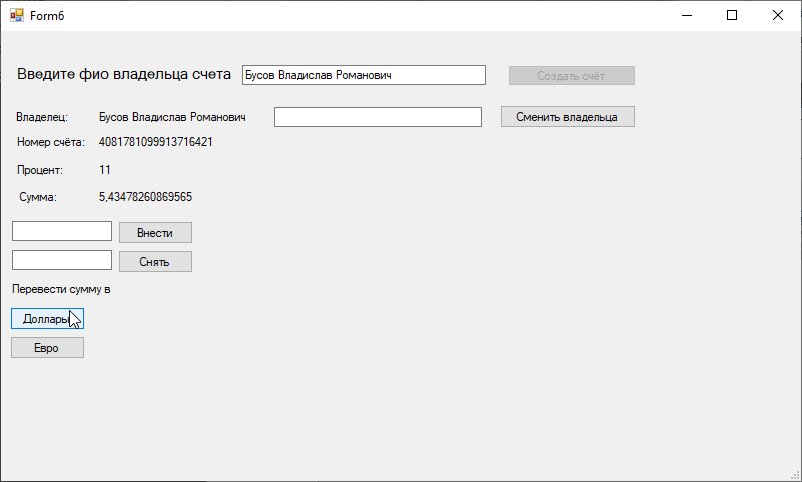 Form6
Введите фио владельца счета Бусов Владислав Романович Создать счёт
Владелец: Бусов Владислав Романович Сменить владельца
Номер счёта: 4081781099913716421
Процент: 11
Сумма: 5,43478260869565
Внести
Снять
Перевести сумму в
Доллары
Евро